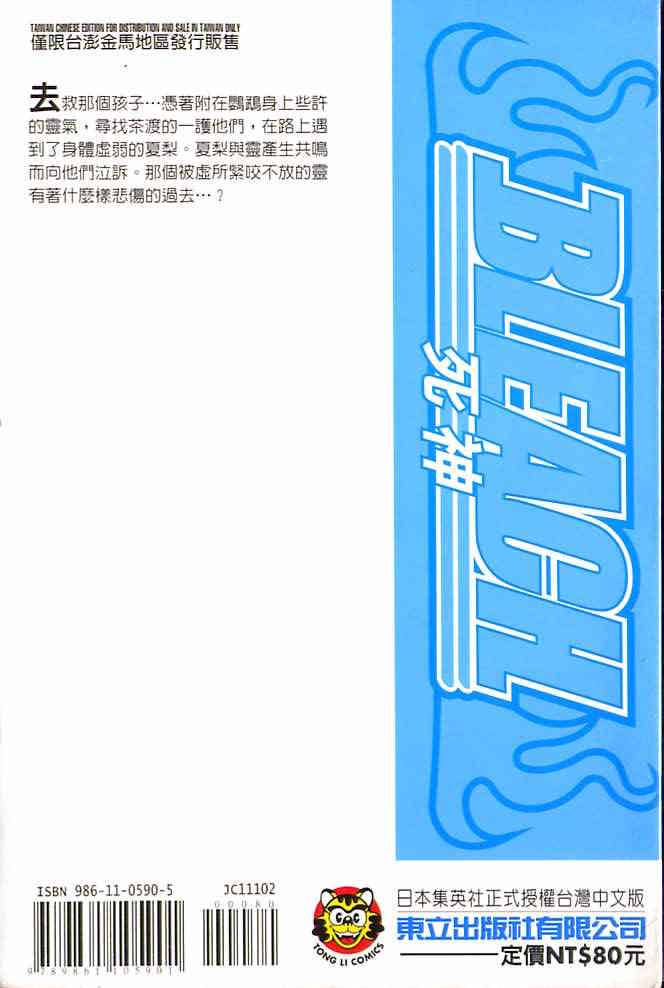 TAIWAN CHINESE EDITION FOR DISTRIBUTION AND SALE IN TAIWAN ONLY
僅限台澎金馬地區發行販售
去救那個孩子…憑著附在鸚鵡身上些許
的靈氣，尋找茶渡的一護他們，在路上遇
到了身體虛弱的夏梨。夏梨與靈產生共鳴
而向他們泣訴。那個被虛所緊咬不放的靈
有著什麼樣悲傷的過去…？
BLEACH
死神
ISBN 986-11-0590-5
JC11102
00080
9789861105901
TONG LI COMICS
日本集英社正式授權台灣中文版
東立出版社有限公司
定價NT$80元